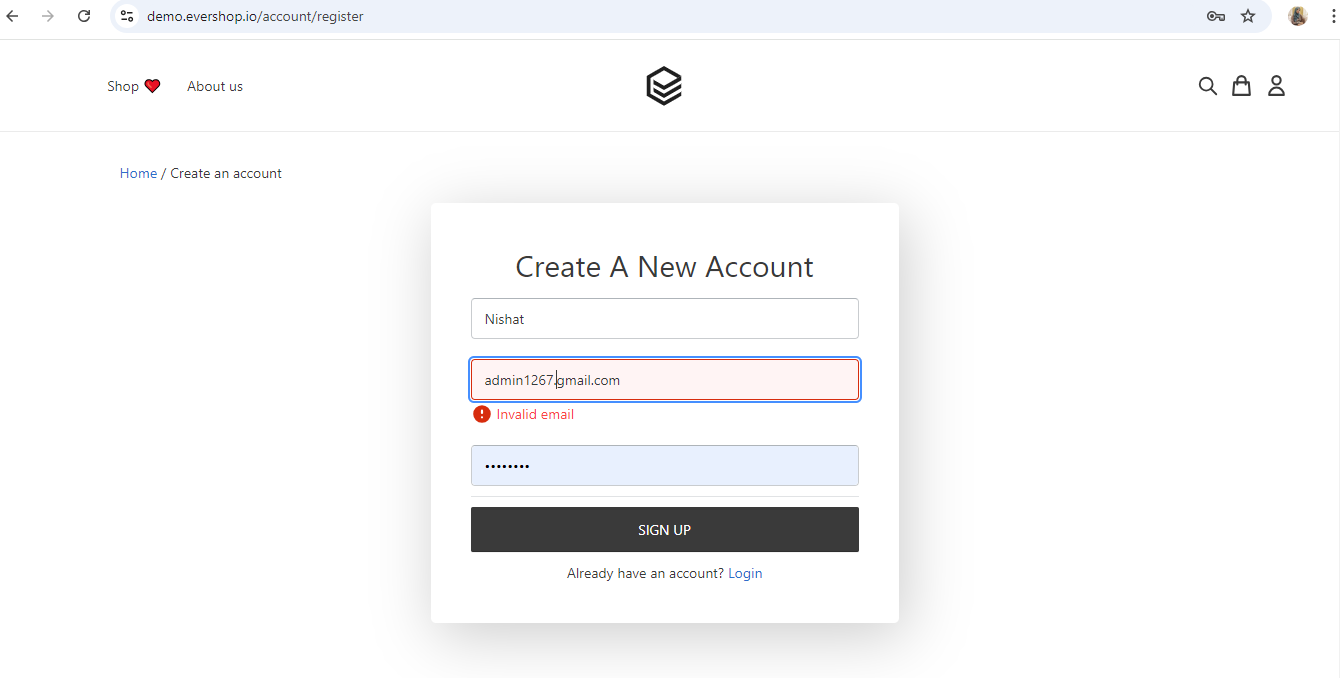 demo.evershop.io/account/register
Shop ❤️ About us
Home / Create an account
Create A New Account
Nishat
admin1267.gmail.com
Invalid email
••••••••
SIGN UP
Already have an account? Login